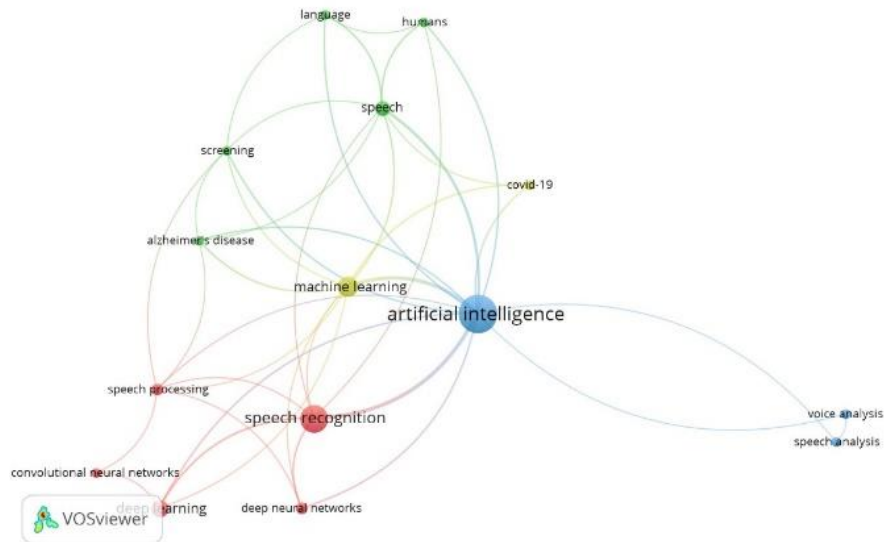 language
humans
speech
screening
covid-19
alzheimer's disease
machine learning
artificial intelligence
speech processing
speech recognition
voice analysis
speech analysis
convolutional neural networks
deep learning
deep neural networks
VOSviewer